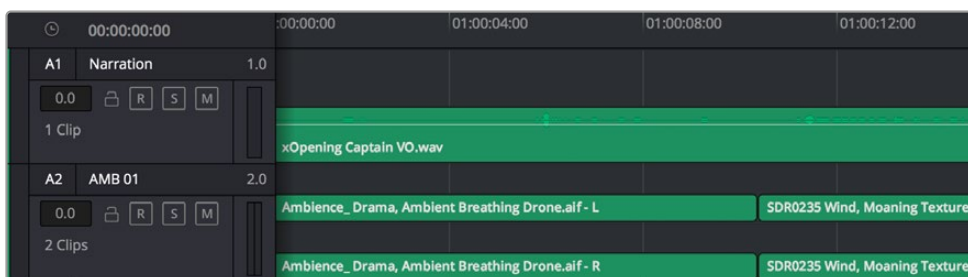 00:00:00:00 :00:00:00 01:00:04:00 01:00:08:00 01:00:12:00
A1 Narration 1.0
0.0 R S M
1 Clip
xOpening Captain VO.wav
A2 AMB 01 2.0
0.0 R S M
Ambience_ Drama, Ambient Breathing Drone.aif - L SDR0235 Wind, Moaning Texture
2 Clips
Ambience_ Drama, Ambient Breathing Drone.aif - R SDR0235 Wind, Moaning Texture